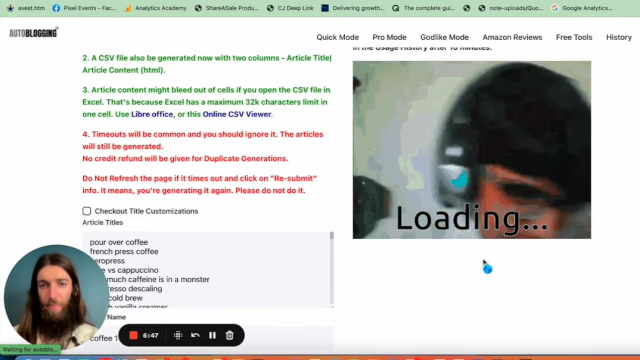 avest.htm
Pixel Events - Fac...
Analytics Academy
ShareASale Produ...
CJ Deep Link
Delivering growth...
The complete gui...
note-uploads/Quo...
Google Analytics...
AUTOBLOGGING
Quick Mode
Pro Mode
Godlike Mode
Amazon Reviews
Free Tools
History
in the Usage History after 10 minutes.
2. A CSV file also be generated now with two columns - Article Title|
Article Content (html).
3. Article content might bleed out of cells if you open the CSV file in
Excel. That's because Excel has a maximum 32k characters limit in
one cell. Use Libre office, or this Online CSV Viewer.
4. Timeouts will be common and you should ignore it. The articles
will still be generated.
No credit refund will be given for Duplicate Generations.
Do Not Refresh the page if it times out and click on "Re-submit"
info. It means, you're generating it again. Please do not do it.
Loading...
Checkout Title Customizations
Article Titles
pour over coffee
french press coffee
eropress
vs cappuccino
uch caffeine is in a monster
presso descaling
cold brew
vanilla creamer
Name
coffee 1
6:47
Waiting for autoblo...